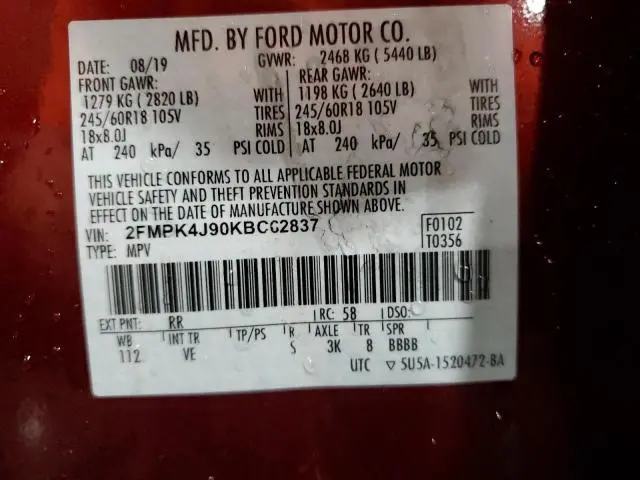 MFD. BY FORD MOTOR CO.
DATE: 08/19 GVWR: 2468 KG (5440 LB)
FRONT GAWR: REAR GAWR:
1279 KG (2820 LB) WITH 1198 KG (2640 LB) WITH
245/60R18 105V TIRES 245/60R18 105V TIRES
18x8.0J RIMS 18x8.0J RIMS
AT 240 kPa/ 35 PSI COLD AT 240 kPa/ 35 PSI COLD
THIS VEHICLE CONFORMS TO ALL APPLICABLE FEDERAL MOTOR
VEHICLE SAFETY AND THEFT PREVENTION STANDARDS IN
EFFECT ON THE DATE OF MANUFACTURE SHOWN ABOVE.
VIN: 2FMPK4J90KBC62837 F0102
TYPE: MPV T0356
EXT PNT: RR RC: 58 DSO:
WB INT TR TP/PS R AXLE TR SPR
112 VE S 3K 8 BBBB
UTC ▽ 5U5A-1520472-BA